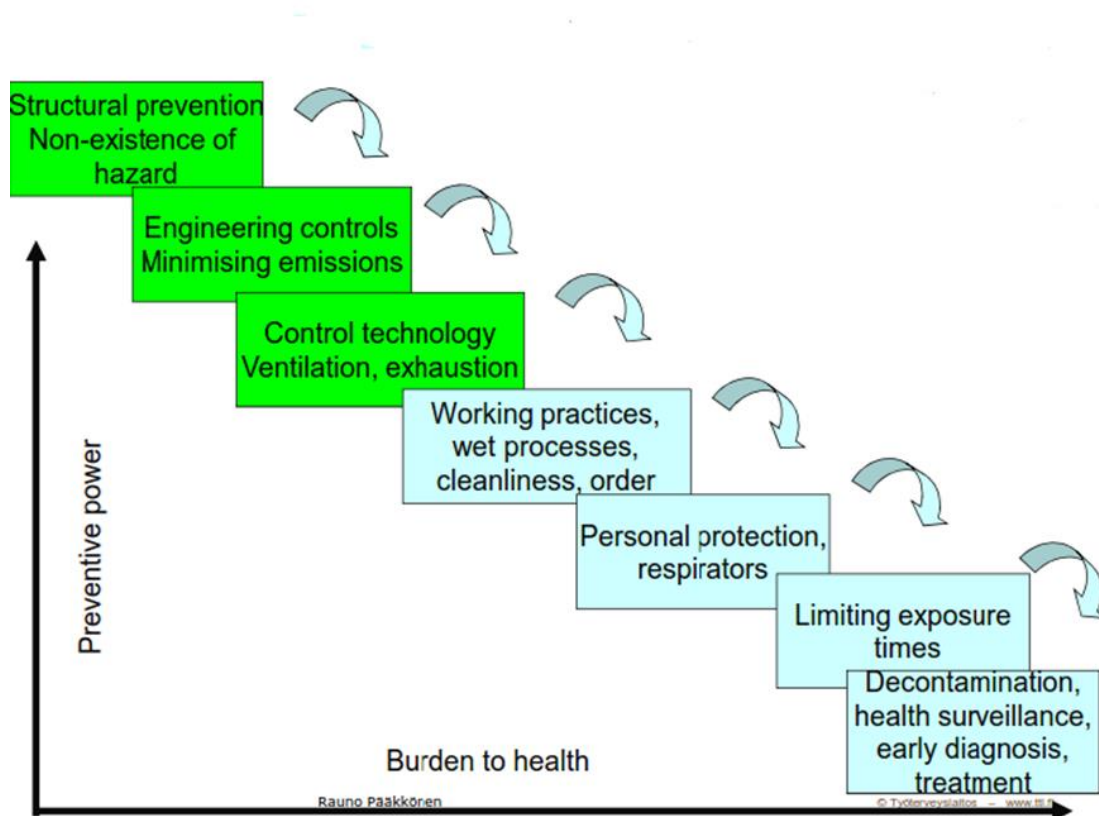 Structural prevention
Non-existence of
hazard
Engineering controls
Minimising emissions
Control technology
Ventilation, exhaustion
Working practices,
wet processes,
cleanliness, order
Personal protection,
respirators
Limiting exposure
times
Decontamination,
health surveillance,
early diagnosis,
treatment
Preventive power
Burden to health
Rauno Pääkkönen
© Työterveyslaitos – www.ttl.fi